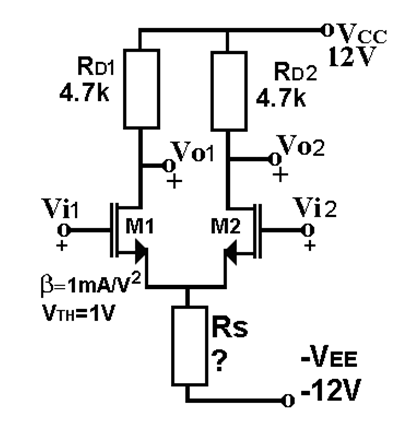 VCC
12V
RD1
4.7k
RD2
4.7k
Vo1
+
Vo2
+
Vi1
+
M1
M2
Vi2
+
β=1mA/V²
VTH=1V
Rs
?
-VEE
-12V